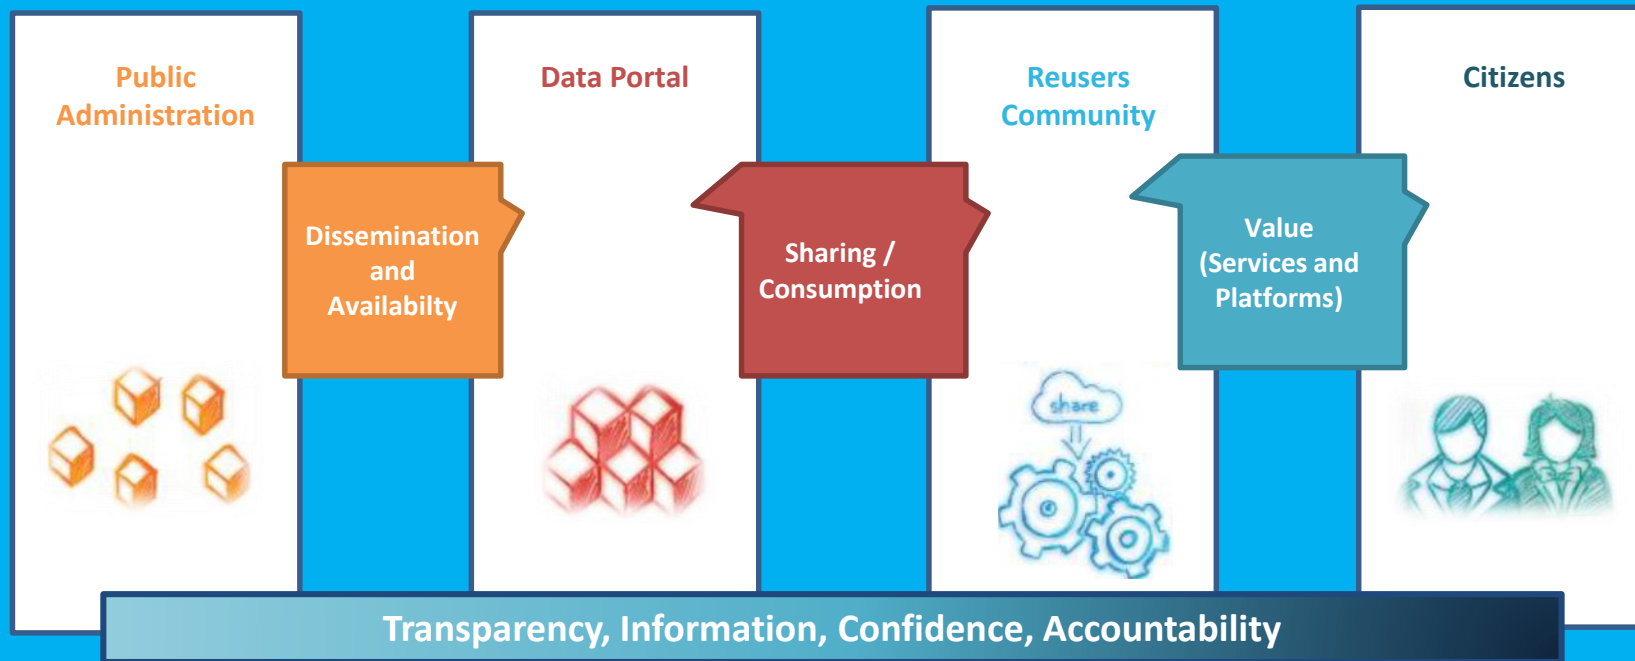 Public
Administration
Data Portal
Reusers
Community
Citizens
Dissemination
and
Availabilty
Sharing /
Consumption
Value
(Services and
Platforms)
share
Transparency, Information, Confidence, Accountability